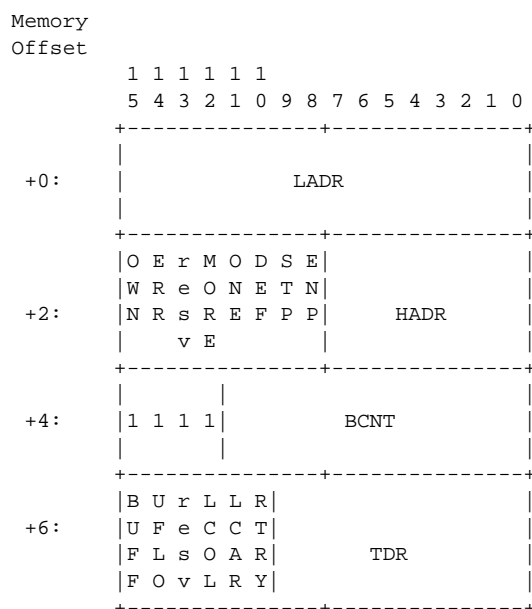 Memory
Offset
1 1 1 1 1 1
5 4 3 2 1 0 9 8 7 6 5 4 3 2 1 0
+---------------+---------------+
| |
+0: | LADR |
| |
+---------------+---------------+
|O E r M O D S E| |
|W R e O N E T N| |
+2: |N R s R E F P P| HADR |
| v E | |
+---------------+---------------+
| | |
+4: |1 1 1 1| BCNT |
| | |
+---------------+---------------+
|B U r L L R| |
+6: |U F e C C T| |
|F L s O A R| TDR |
|F O v L R Y| |
+---------------+---------------+